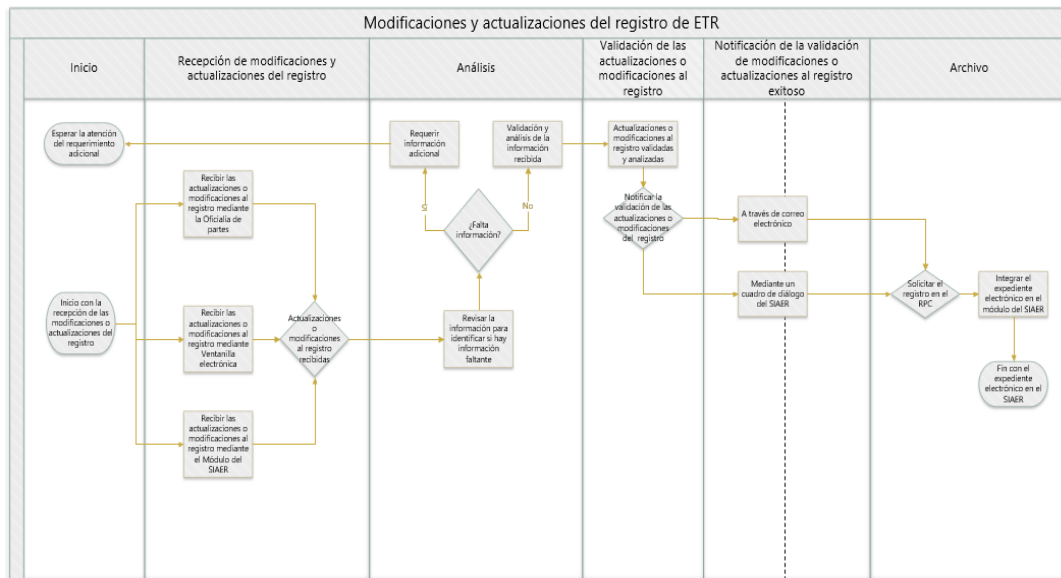 Modificaciones y actualizaciones del registro de ETR
Inicio
Recepción de modificaciones y
actualizaciones del registro
Análisis
Validación de las
actualizaciones o
modificaciones al
registro
Notificación de la validación
de modificaciones o
actualizaciones al registro
exitoso
Archivo
Esperar la atención
del requerimiento
adicional
Requerir
información
adicional
Validación y
análisis de la
información
recibida
Actualizaciones o
modificaciones al
registro validadas
y analizadas
Recibir las
actualizaciones o
modificaciones al
registro mediante
la Oficialía de
partes
Sí
No
¿Falta
información?
Notificar la
validación de las
actualizaciones o
modificaciones
del registro
A través de correo
electrónico
Inicio con la
recepción de las
modificaciones o
actualizaciones del
registro
Recibir las
actualizaciones o
modificaciones al
registro mediante
Ventanilla
electrónica
Actualizaciones
o
modificaciones
al registro
recibidas
Revisar la
información para
identificar si hay
información
faltante
Mediante un
cuadro de diálogo
del SIAER
Solicitar el
registro en el
RPC
Integrar el
expediente
electrónico en el
módulo del SIAER
Fin con el
expediente
electrónico en el
SIAER
Recibir las
actualizaciones o
modificaciones al
registro mediante
el Módulo del
SIAER